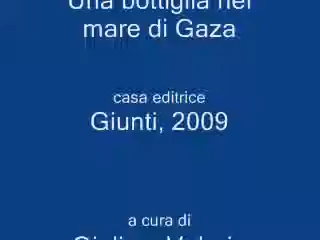 Una bottiglia nel
mare di Gaza
casa editrice
Giunti, 2009
a cura di